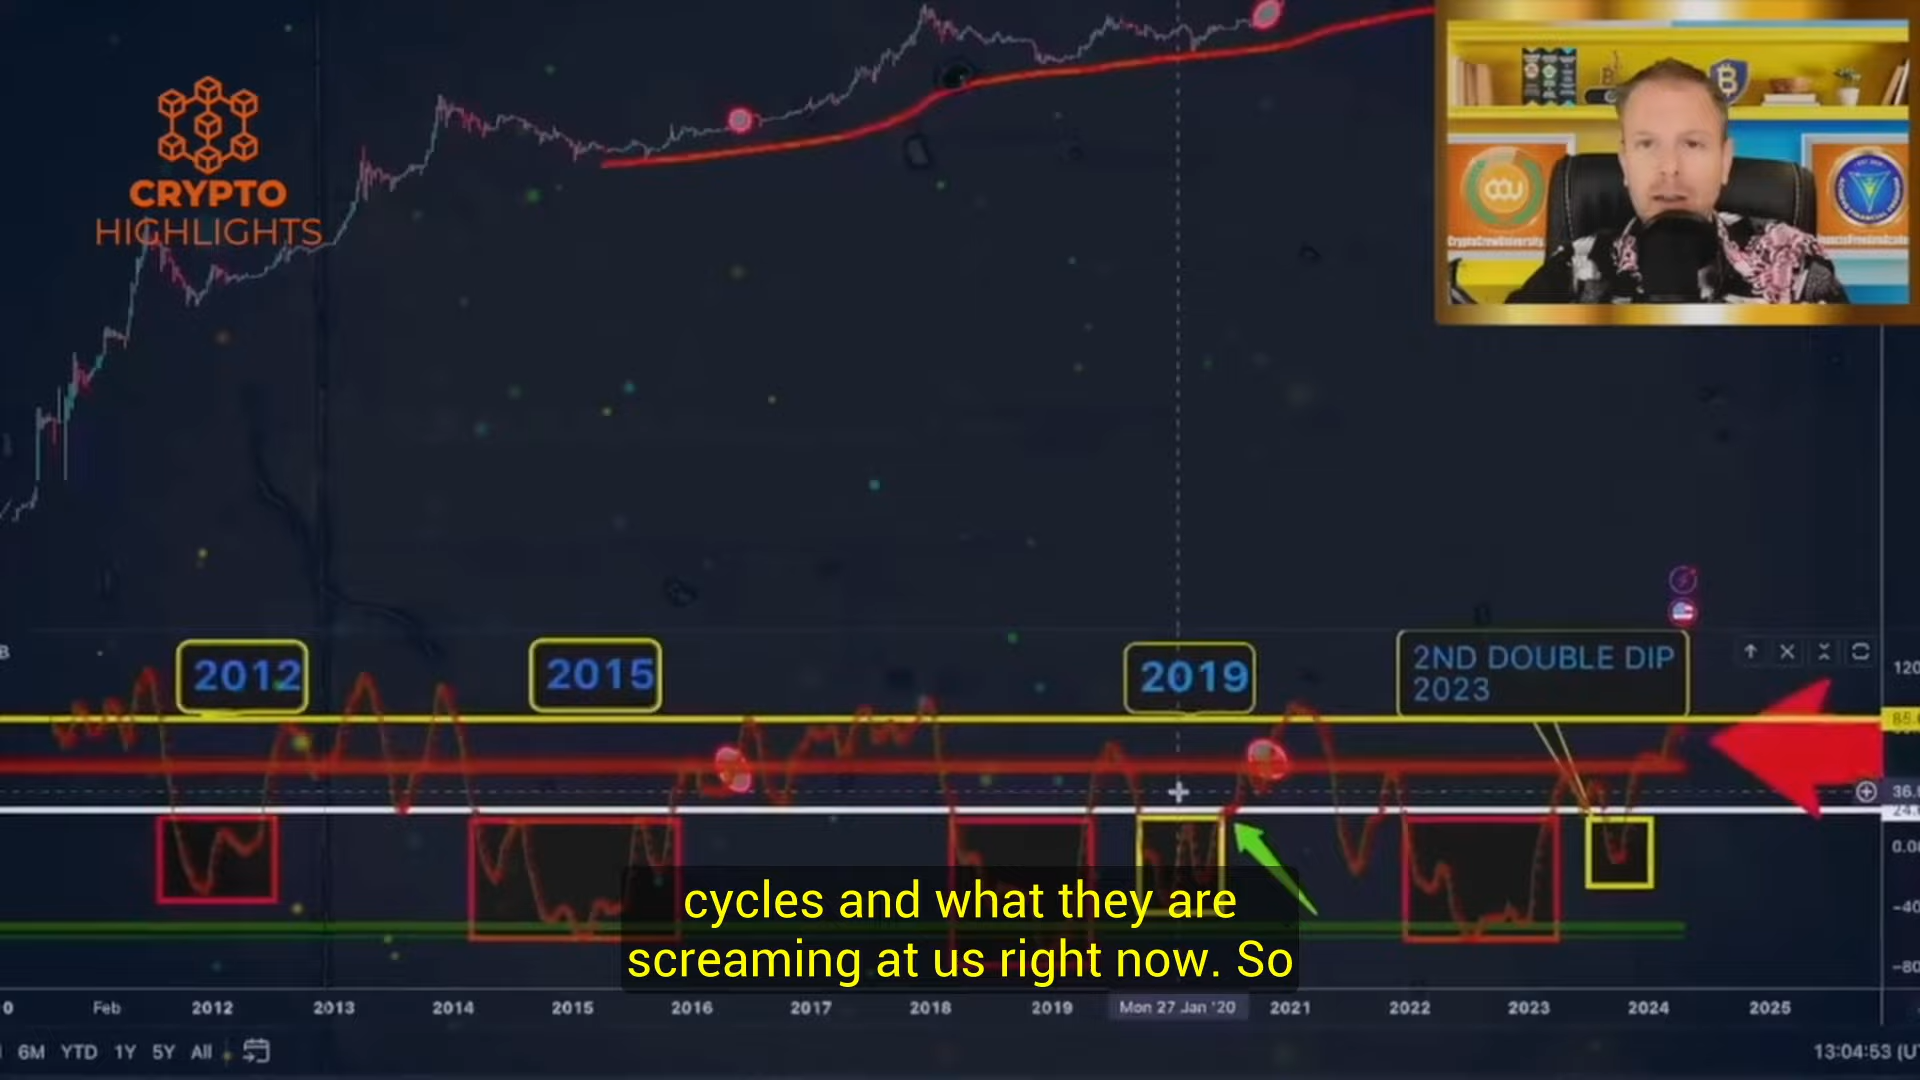 CRYPTO
HIGHLIGHTS
CryptoCrewUniversity
2012
2015
2019
2ND DOUBLE DIP
2023
120
36.
0.00
-40
-80
cycles and what they are
screaming at us right now. So
Feb 2012 2013 2014 2015 2016 2017 2018 2019 Mon 27 Jan '20 2021 2022 2023 2024 2025
6M YTD 1Y 5Y All
13:04:53 (U